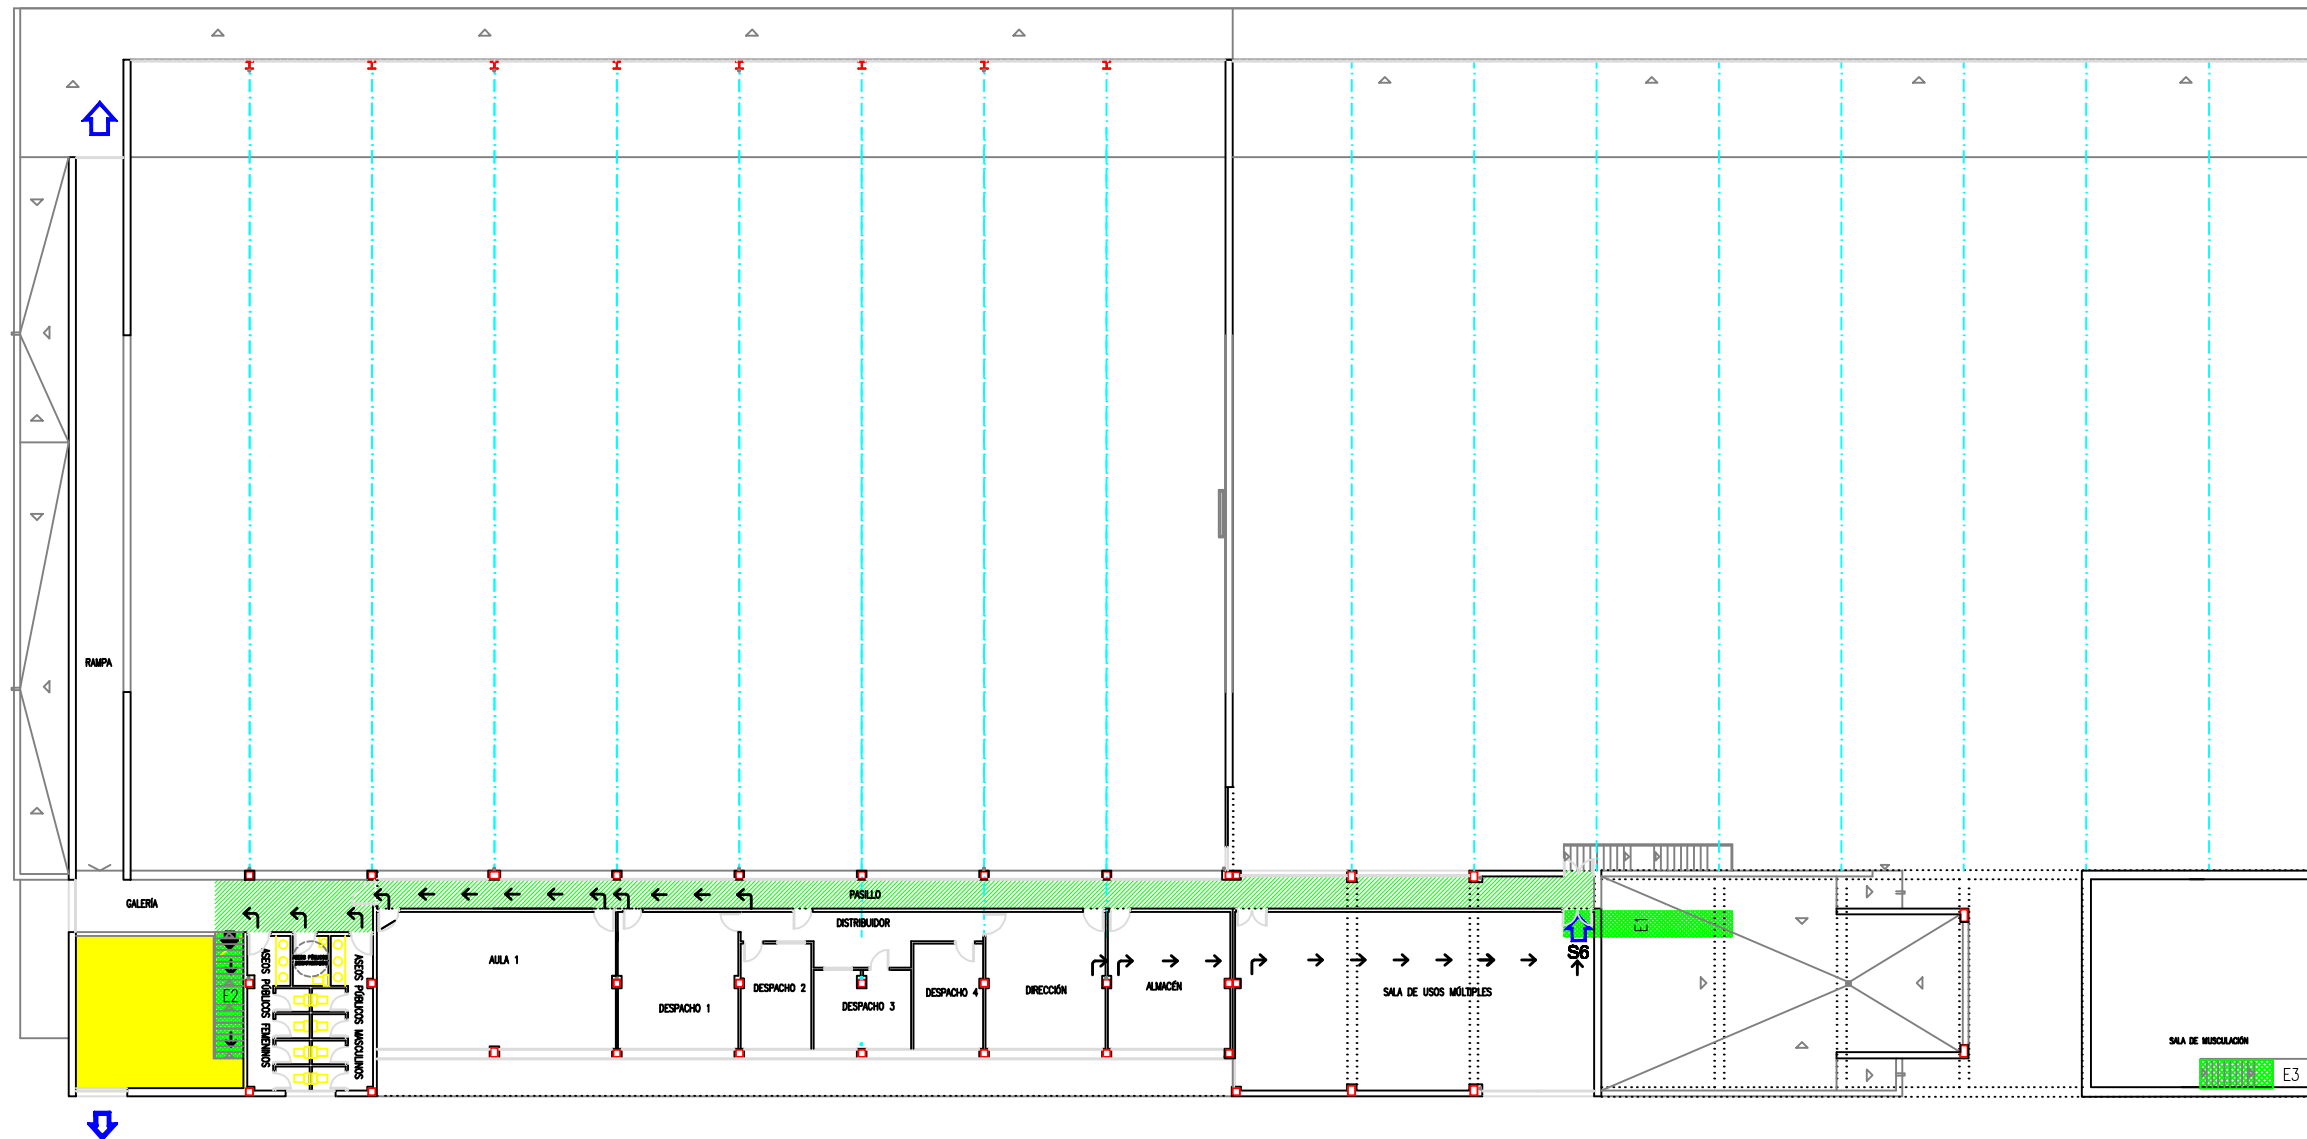 RAMPA
GALERÍA
PASILLO
DISTRIBUIDOR
AULA 1
DESPACHO 1
DESPACHO 2
DESPACHO 3
DESPACHO 4
DIRECCIÓN
ALMACÉN
SALA DE USOS MÚLTIPLES
S6
E1
E2
ASEOS PÚBLICOS FEMENINOS
ASEOS PÚBLICOS MASCULINOS
SALA DE MUSCULACIÓN
E3